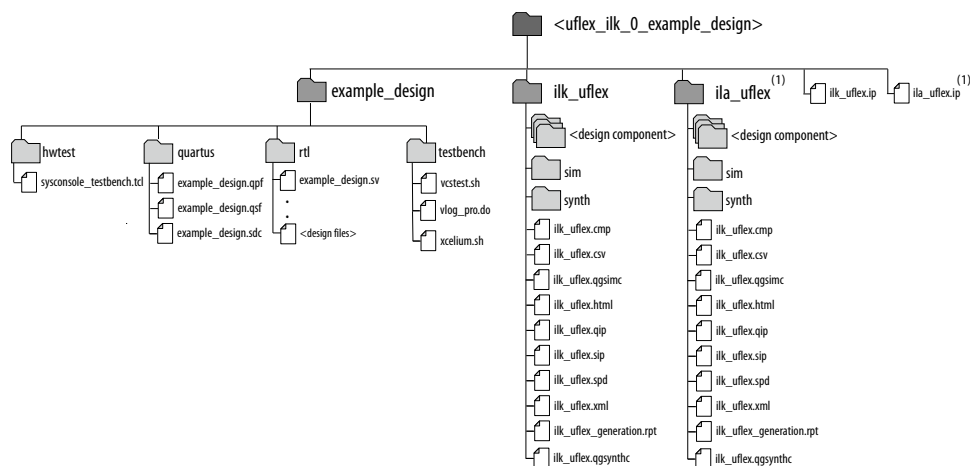 <uflex_ilk_0_example_design>
example_design
ilk_uflex
ila_uflex (1)
ilk_uflex.ip
ila_uflex.ip (1)
hwtest
quartus
rtl
testbench
<design component>
<design component>
sysconsole_testbench.tcl
example_design.qpf
example_design.sv
vcstest.sh
sim
sim
example_design.qsf
vlog_pro.do
synth
synth
example_design.sdc
<design files>
xcelium.sh
ilk_uflex.cmp
ilk_uflex.cmp
ilk_uflex.csv
ilk_uflex.csv
ilk_uflex.qgsimc
ilk_uflex.qgsimc
ilk_uflex.html
ilk_uflex.html
ilk_uflex.qip
ilk_uflex.qip
ilk_uflex.sip
ilk_uflex.sip
ilk_uflex.spd
ilk_uflex.spd
ilk_uflex.xml
ilk_uflex.xml
ilk_uflex_generation.rpt
ilk_uflex_generation.rpt
ilk_uflex.qgsynthc
ilk_uflex.qgsynthc